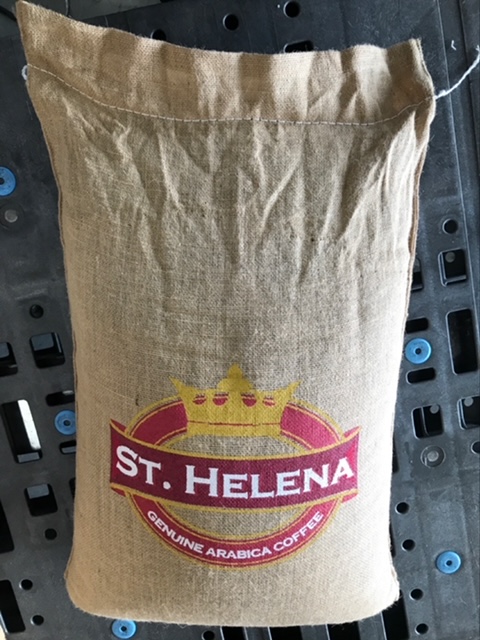 ST. HELENA
GENUINE ARABICA COFFEE